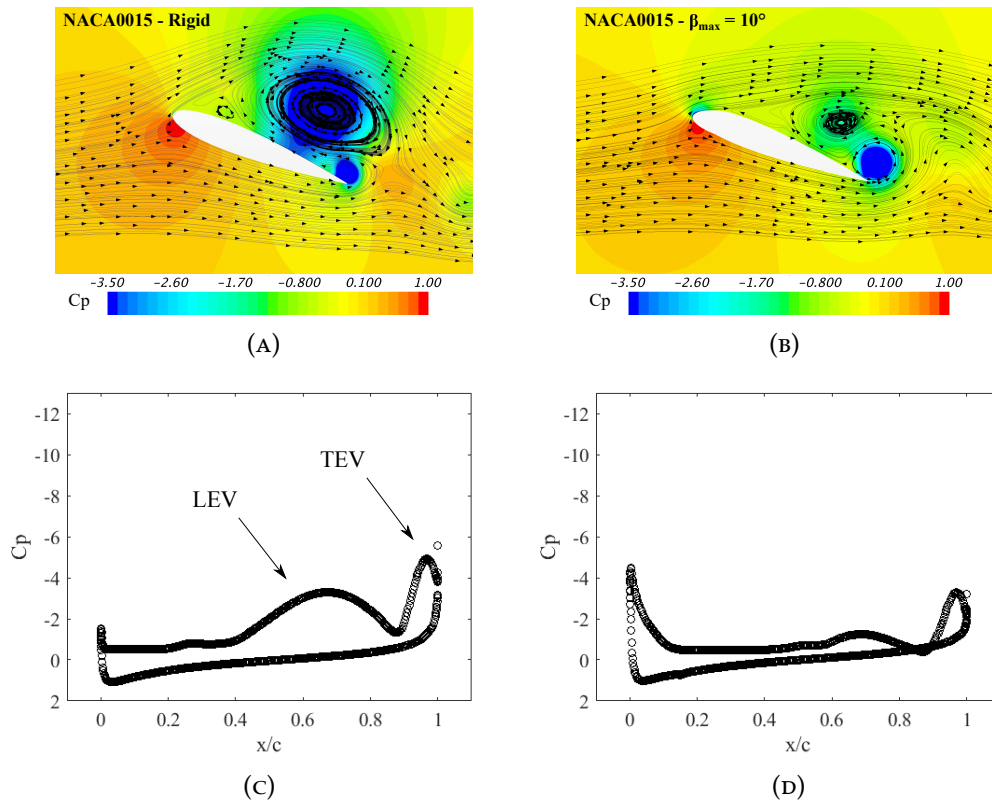 NACA0015 - Rigid
-3.50 -2.60 -1.70 -0.800 0.100 1.00
Cp
(A)
NACA0015 - βmax = 10°
-3.50 -2.60 -1.70 -0.800 0.100 1.00
Cp
(B)
-12
-10
-8
-6
-4
-2
0
2
Cp
LEV
TEV
0 0.2 0.4 0.6 0.8 1
x/c
(C)
-12
-10
-8
-6
-4
-2
0
2
Cp
0 0.2 0.4 0.6 0.8 1
x/c
(D)